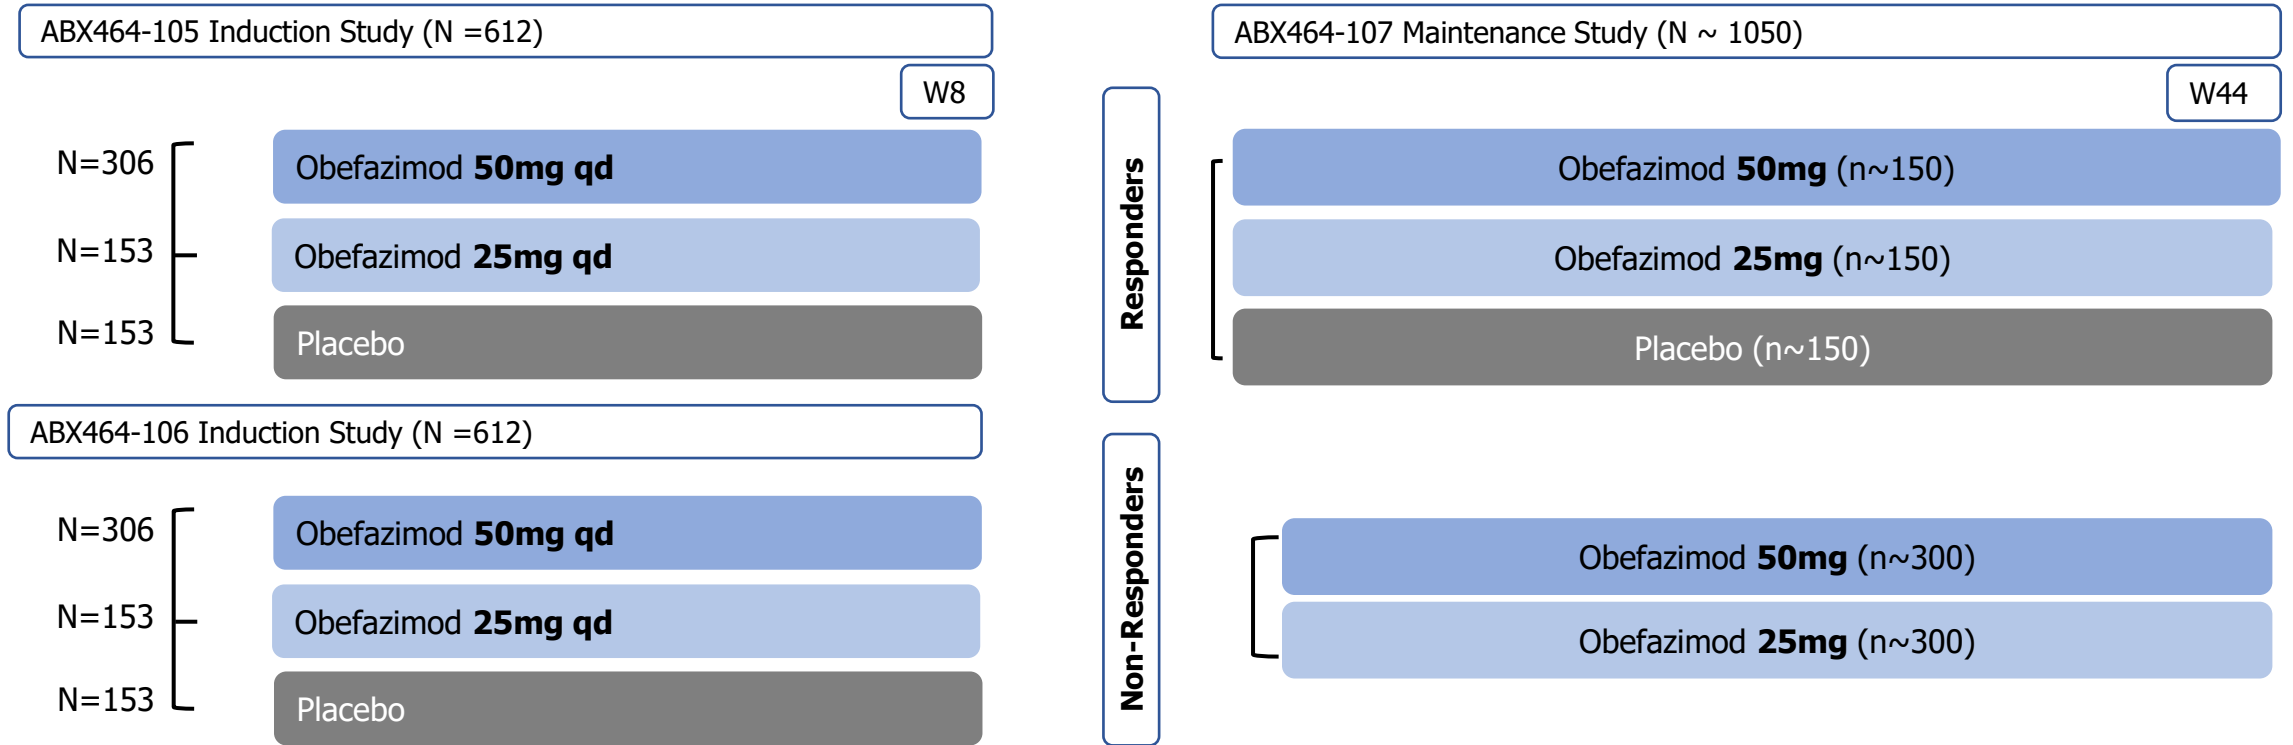 ABX464-105 Induction Study (N =612)
W8
N=306
Obefazimod 50mg qd
N=153
Obefazimod 25mg qd
N=153
Placebo
ABX464-106 Induction Study (N =612)
N=306
Obefazimod 50mg qd
N=153
Obefazimod 25mg qd
N=153
Placebo
Responders
Non-Responders
ABX464-107 Maintenance Study (N ~ 1050)
W44
Obefazimod 50mg (n~150)
Obefazimod 25mg (n~150)
Placebo (n~150)
Obefazimod 50mg (n~300)
Obefazimod 25mg (n~300)